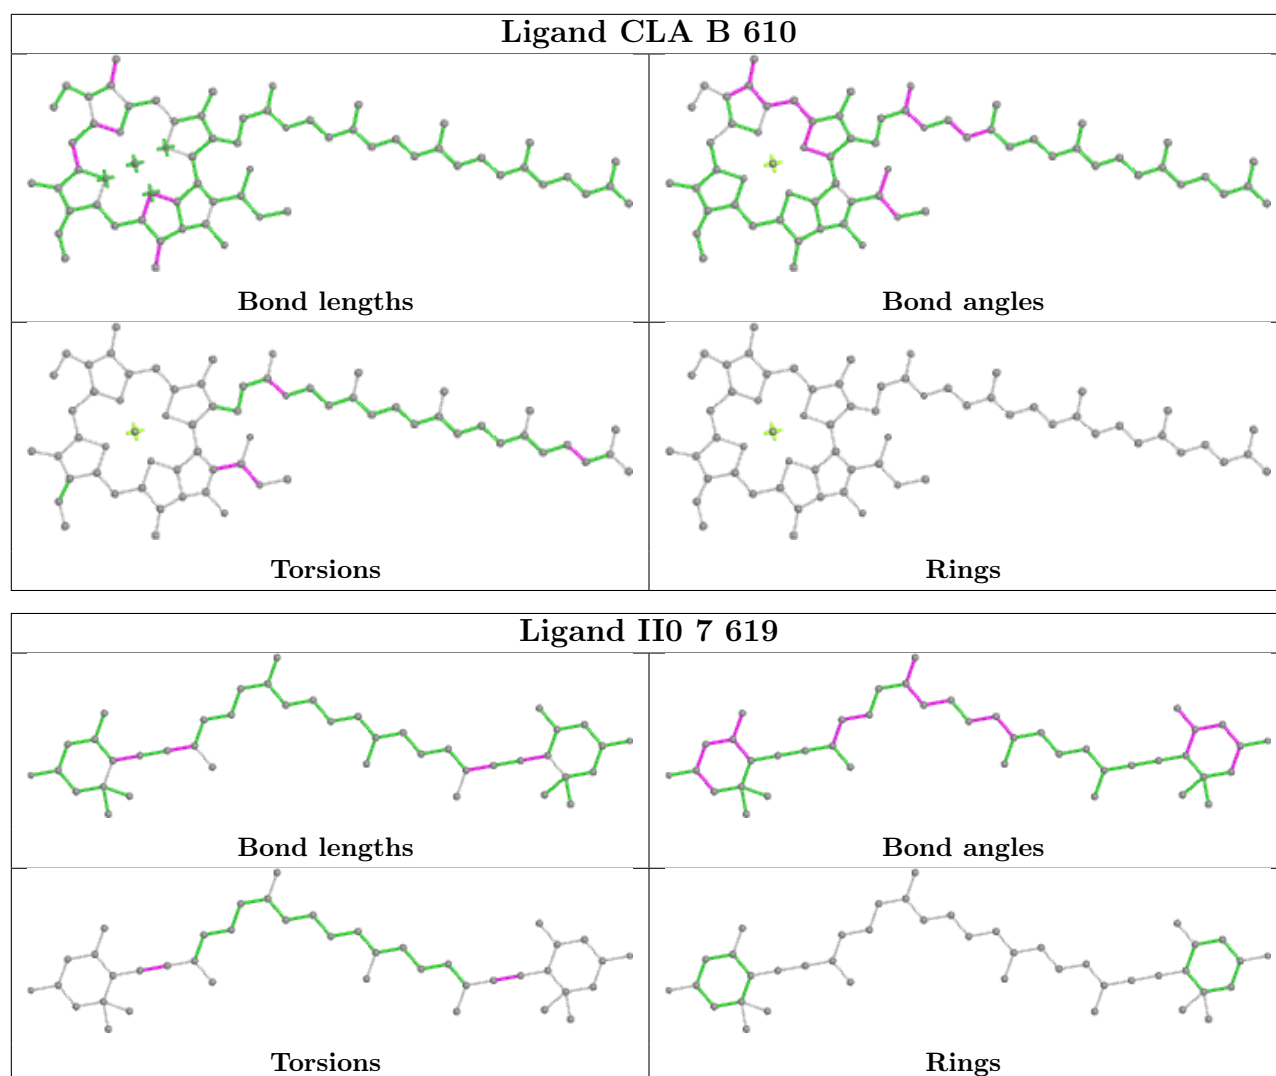 Ligand CLA B 610
Bond lengths
Bond angles
Torsions
Rings
Ligand II0 7 619
Bond lengths
Bond angles
Torsions
Rings